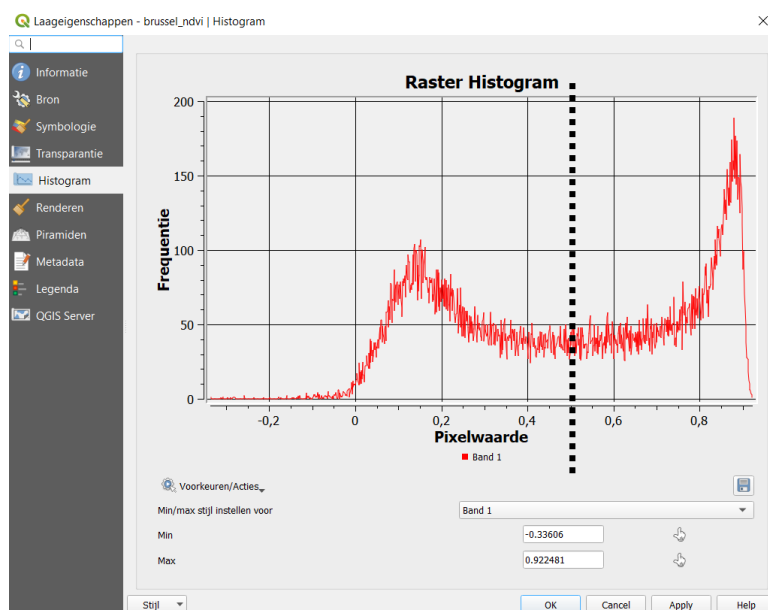 Laageigenschappen - brussel_ndvi | Histogram
Informatie
Bron
Symbologie
Transparantie
Histogram
Renderen
Piramiden
Metadata
Legenda
QGIS Server
Raster Histogram
200
150
100
50
0
Frequentie
-0,2 0 0,2 0,4 0,6 0,8
Pixelwaarde
Band 1
Voorkeuren/Acties
Min/max stijl instellen voor Band 1
Min -0.33606
Max 0.922481
Stijl OK Cancel Apply Help